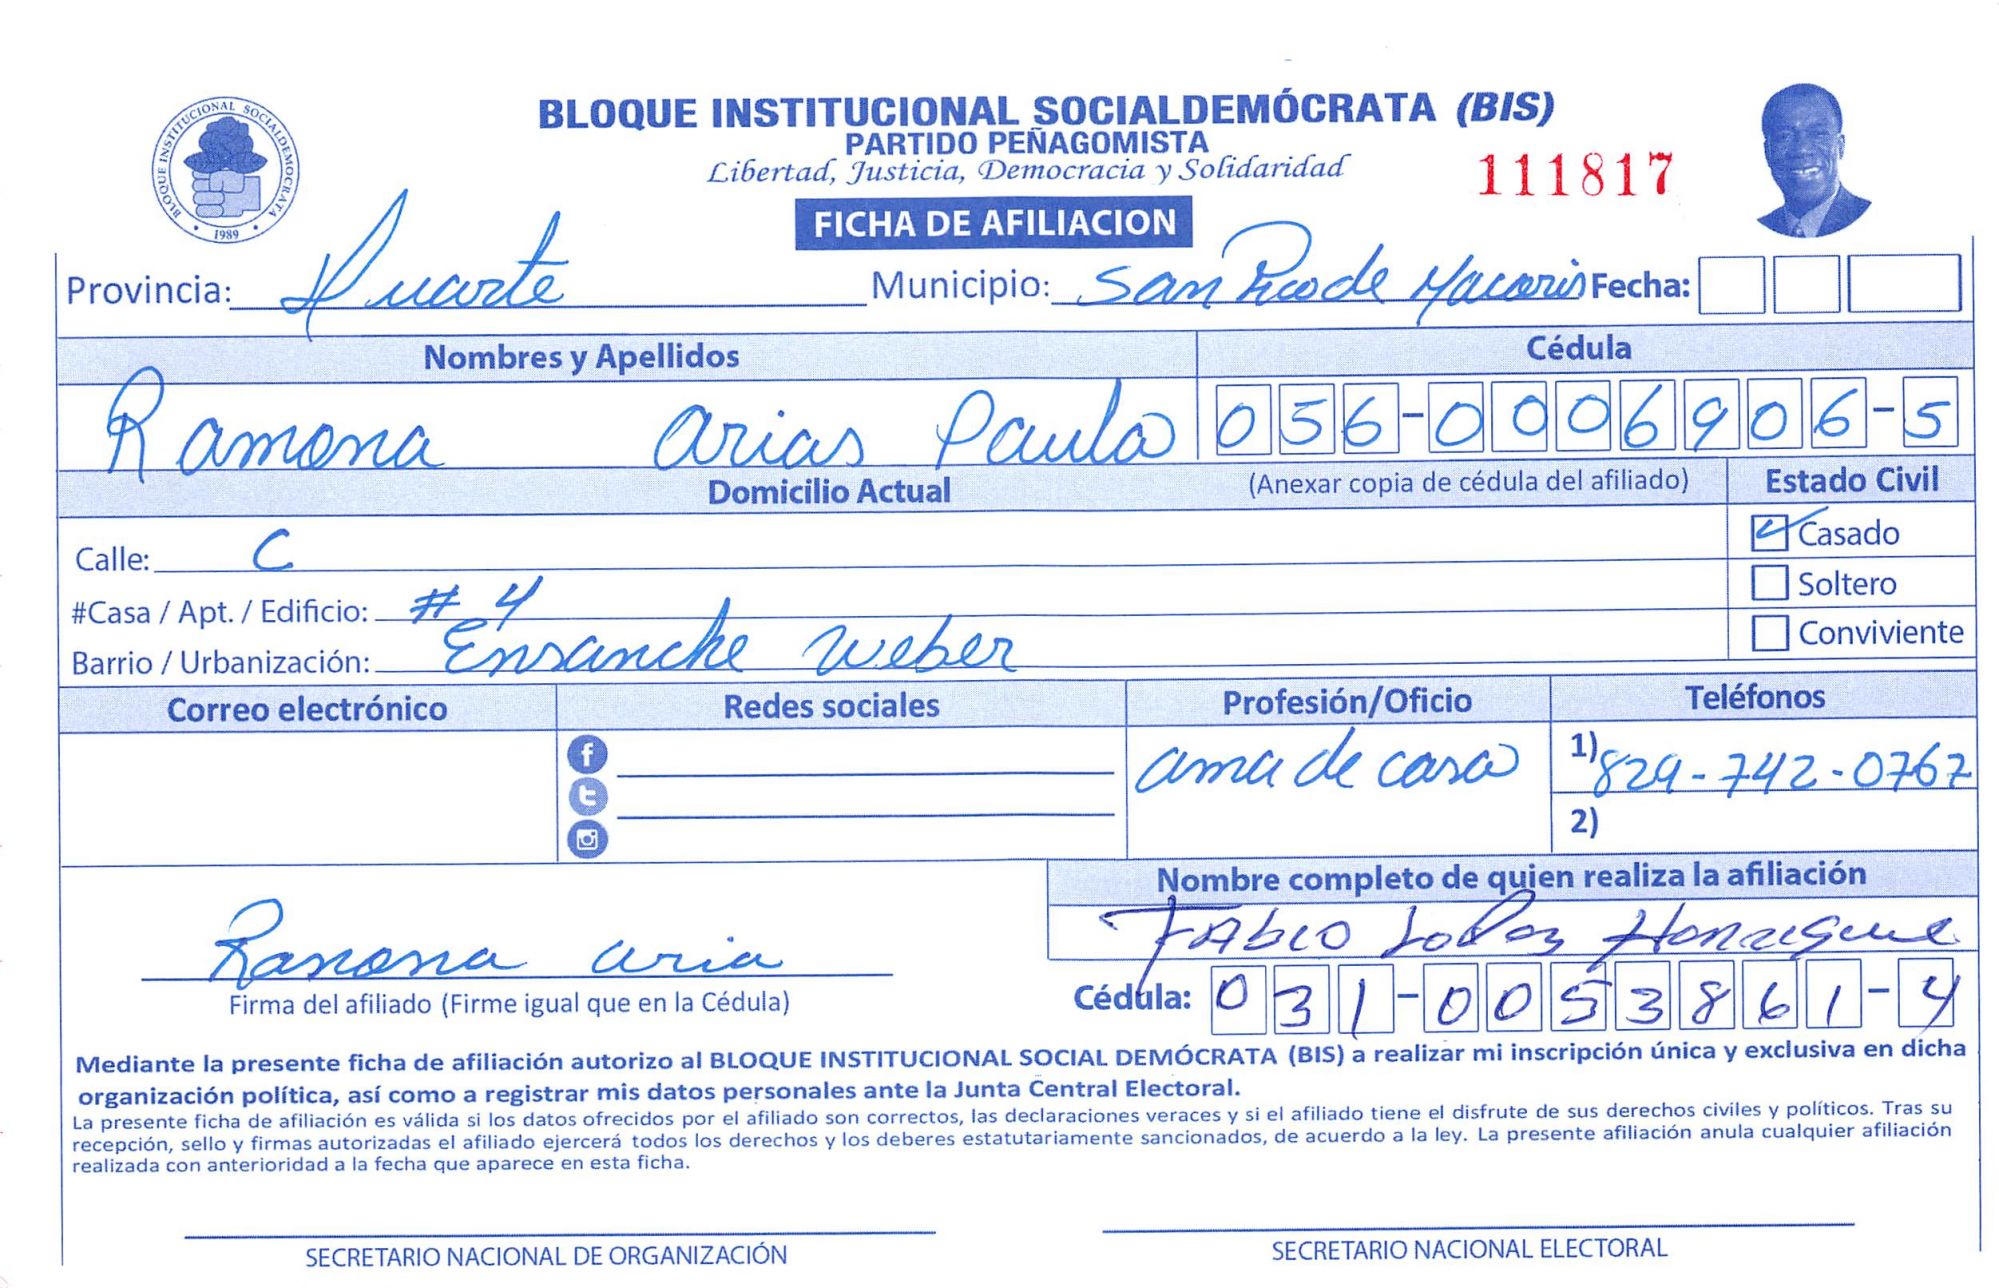 BLOQUE INSTITUCIONAL SOCIALDEMÓCRATA (BIS)
PARTIDO PEÑAGOMISTA
Libertad, Justicia, Democracia y Solidaridad
111817
BLOQUE INSTITUCIONAL SOCIALDEMOCRATA
1989
FICHA DE AFILIACION
Provincia: Duarte Municipio: San Fco de Macoris Fecha:
Nombres y Apellidos Cédula
Ramona Arias Paula 056-0006906-5
Domicilio Actual (Anexar copia de cédula del afiliado) Estado Civil
Calle: C Casado
#Casa / Apt. / Edificio: # 4 Soltero
Barrio / Urbanización: Ensanche Weber Conviviente
Correo electrónico Redes sociales Profesión/Oficio Teléfonos
ama de casa 1) 829-742-0767
2)
Nombre completo de quien realiza la afiliación
Fabio
Ramona Aria
Firma del afiliado (Firme igual que en la Cédula) Cédula: 031-0053861-4
Mediante la presente ficha de afiliación autorizo al BLOQUE INSTITUCIONAL SOCIAL DEMÓCRATA (BIS) a realizar mi inscripción única y exclusiva en dicha
organización política, así como a registrar mis datos personales ante la Junta Central Electoral.
La presente ficha de afiliación es válida si los datos ofrecidos por el afiliado son correctos, las declaraciones veraces y si el afiliado tiene el disfrute de sus derechos civiles y políticos. Tras su
recepción, sello y firmas autorizadas el afiliado ejercerá todos los derechos y los deberes estatutariamente sancionados, de acuerdo a la ley. La presente afiliación anula cualquier afiliación
realizada con anterioridad a la fecha que aparece en esta ficha.
SECRETARIO NACIONAL DE ORGANIZACIÓN SECRETARIO NACIONAL ELECTORAL